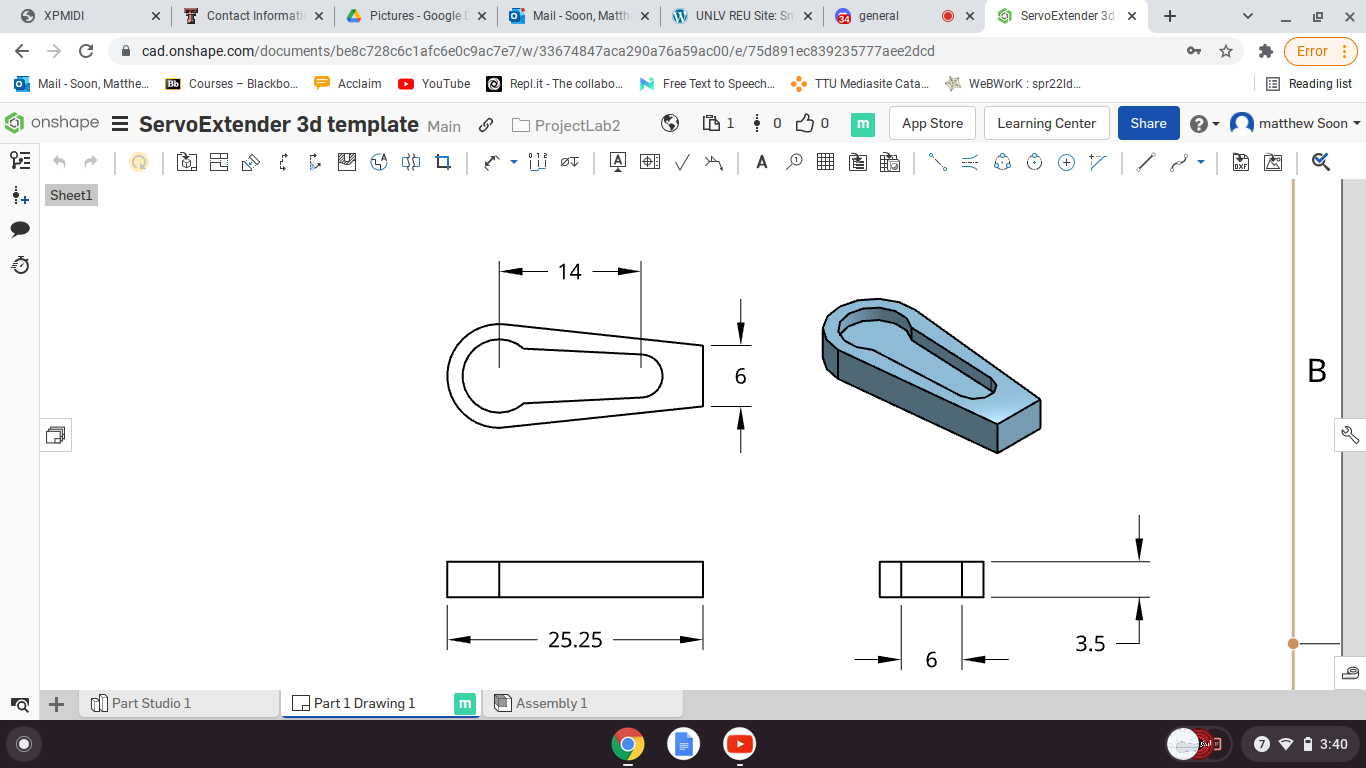 XPMIDI
Contact Informati
Pictures - Google D
Mail - Soon, Matth
UNLV REU Site: Sm
34
general
ServoExtender 3d
cad.onshape.com/documents/be8c728c6c1afc6e0c9ac7e7/w/33674847aca290a76a59ac00/e/75d891ec839235777aee2dcd
Error
Mail - Soon, Matthe...
Bb
Courses – Blackbo...
Acclaim
YouTube
Repl.it - The collabo...
Free Text to Speech...
TTU Mediasite Cata...
WeBWorK : spr22ld...
Reading list
onshape
ServoExtender 3d template
Main
ProjectLab2
1
0
0
m
App Store
Learning Center
Share
matthew Soon
Sheet1
14
6
B
25.25
6
3.5
Part Studio 1
Part 1 Drawing 1
m
Assembly 1
7
3:40